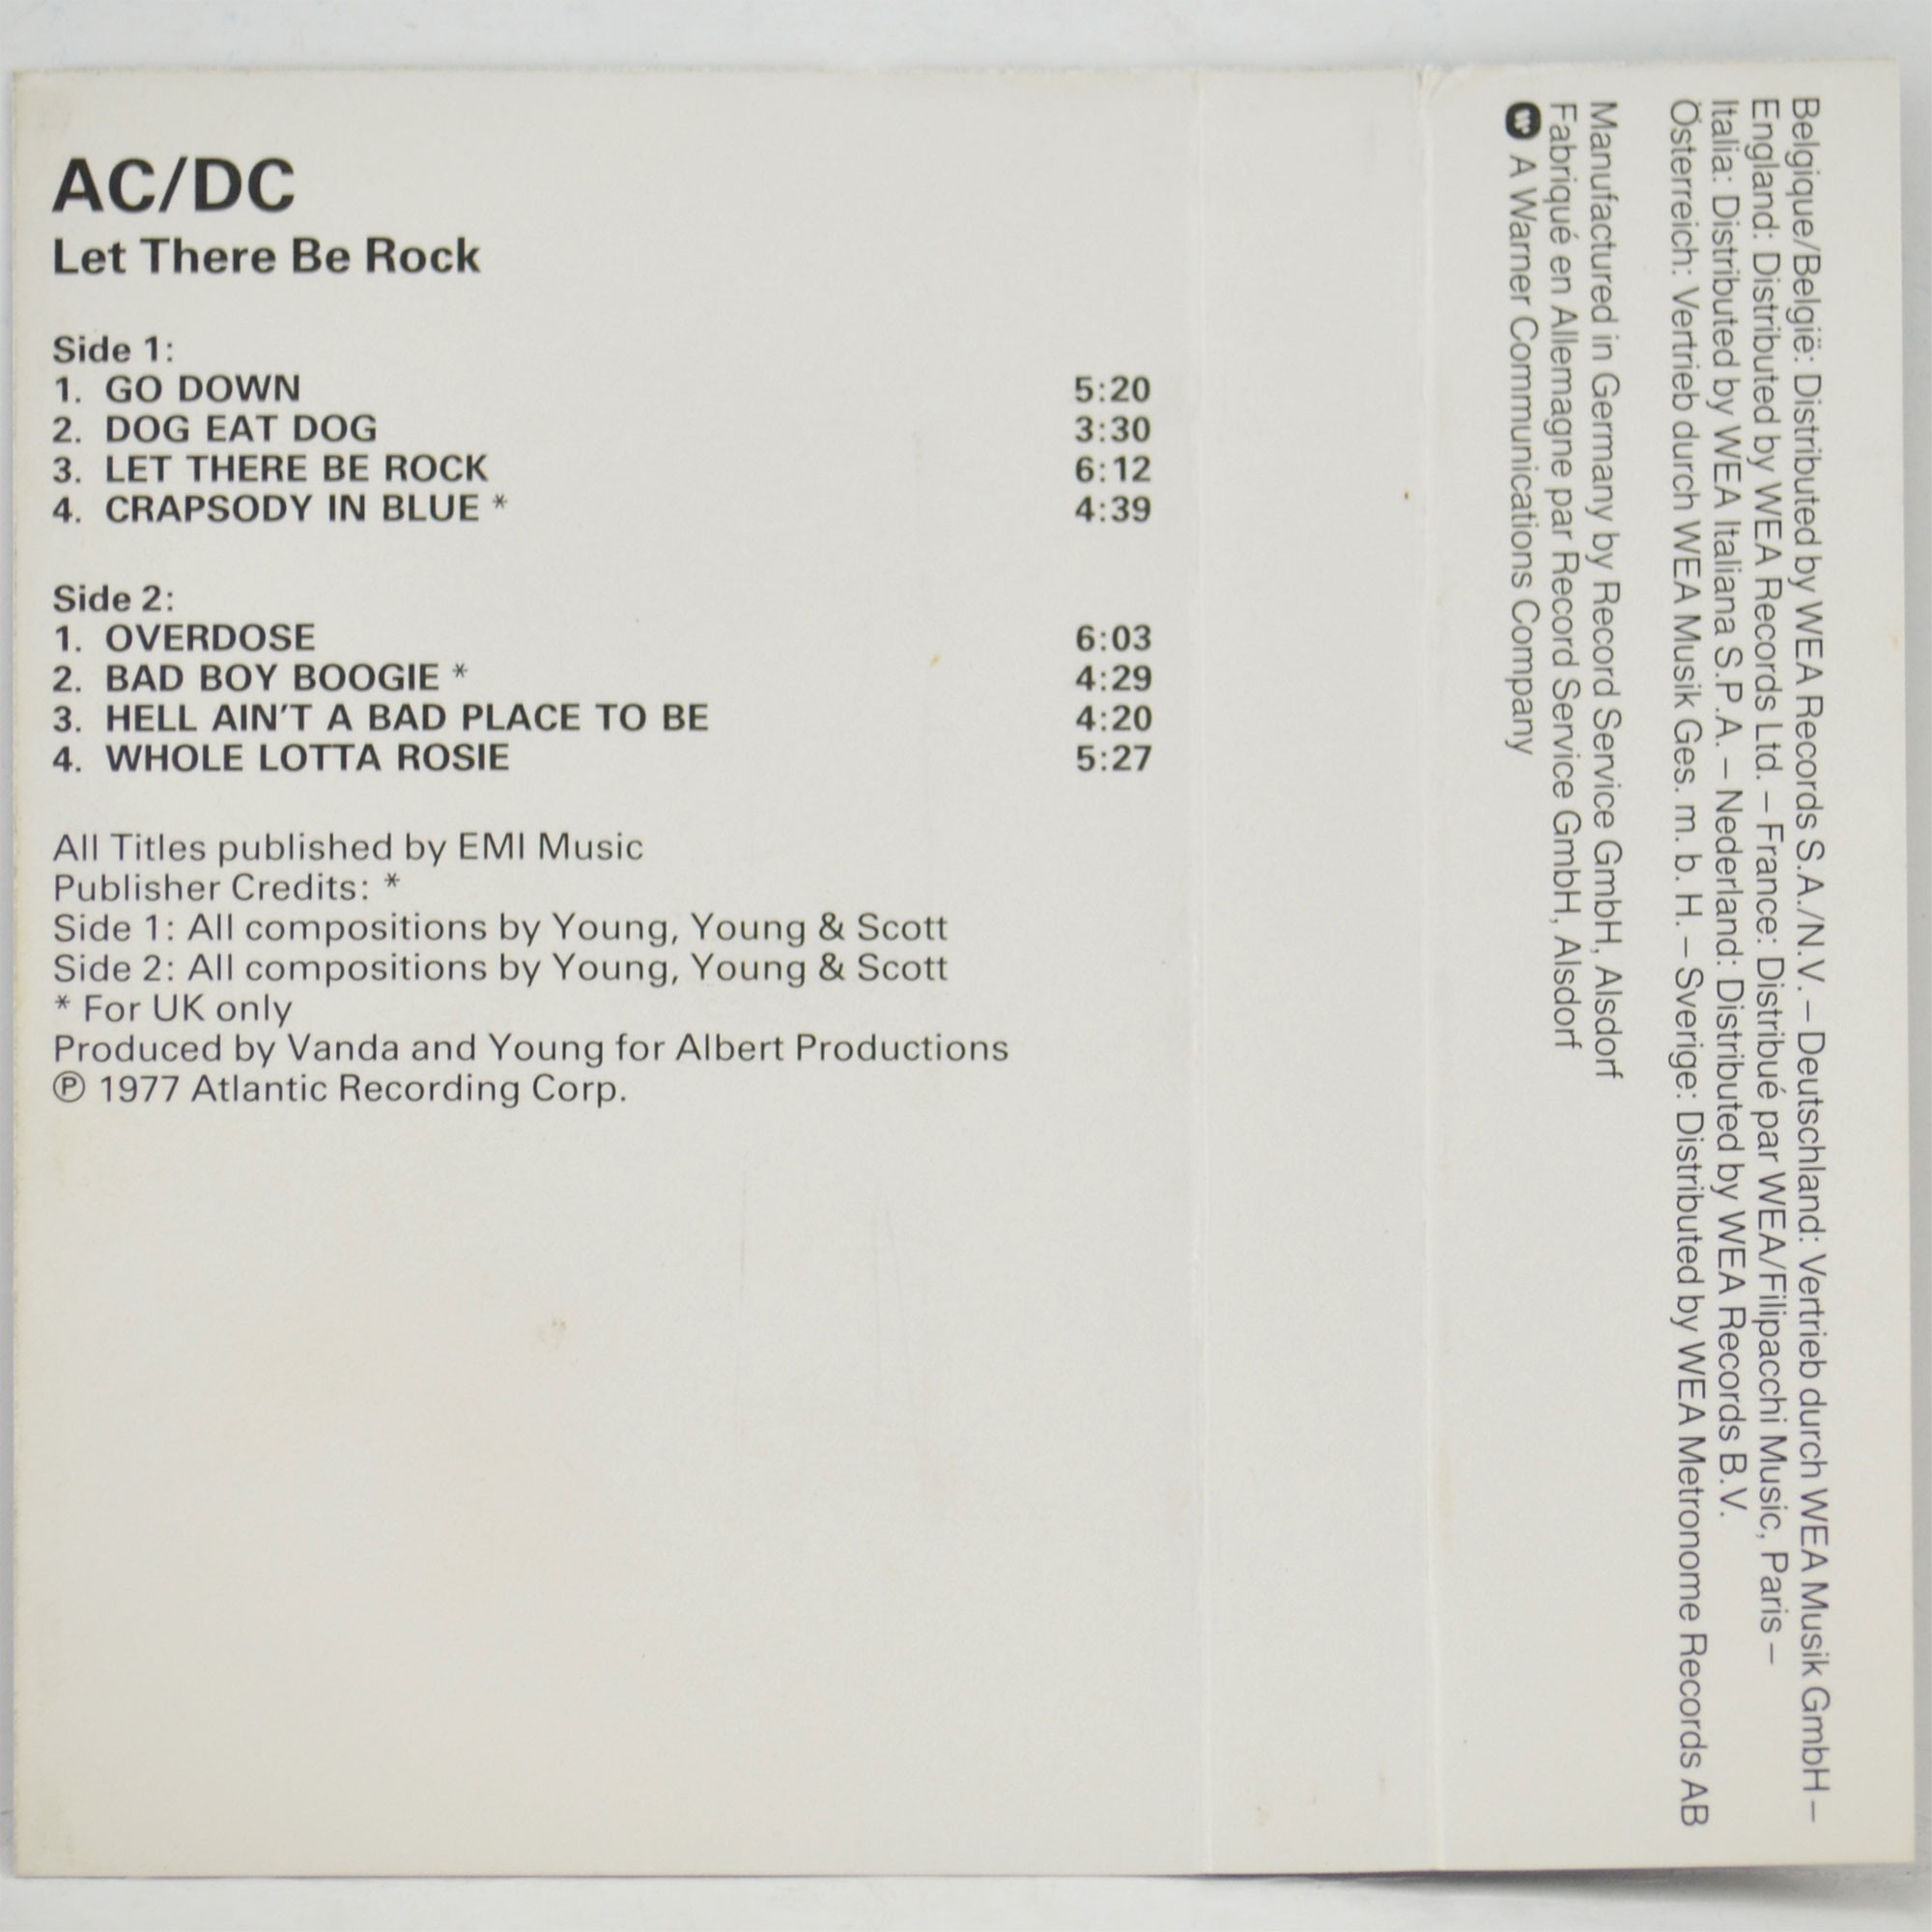 AC/DC
Let There Be Rock
Side 1:
1. GO DOWN 5:20
2. DOG EAT DOG 3:30
3. LET THERE BE ROCK 6:12
4. CRAPSODY IN BLUE * 4:39
Side 2:
1. OVERDOSE 6:03
2. BAD BOY BOOGIE * 4:29
3. HELL AIN'T A BAD PLACE TO BE 4:20
4. WHOLE LOTTA ROSIE 5:27
All Titles published by EMI Music
Publisher Credits: *
Side 1: All compositions by Young, Young & Scott
Side 2: All compositions by Young, Young & Scott
* For UK only
Produced by Vanda and Young for Albert Productions
℗ 1977 Atlantic Recording Corp.
Belgique/België: Distributed by WEA Records S.A./N.V. – Deutschland: Vertrieb durch WEA Musik GmbH –
England: Distributed by WEA Records Ltd. – France: Distribué par WEA/Filipacchi Music, Paris –
Italia: Distributed by WEA Italiana S.P.A. – Nederland: Distributed by WEA Records B.V.
Österreich: Vertrieb durch WEA Musik Ges. m. b. H. – Sverige: Distributed by WEA Metronome Records AB
Manufactured in Germany by Record Service GmbH, Alsdorf
Fabriqué en Allemagne par Record Service GmbH, Alsdorf
A Warner Communications Company